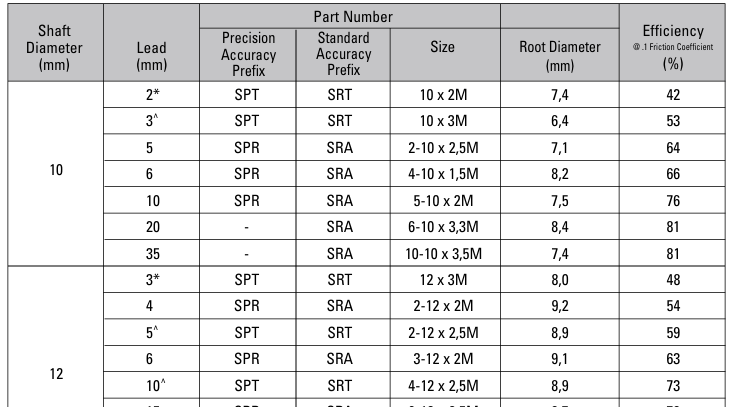 Part Number
Shaft Diameter (mm) Lead (mm) Precision Accuracy Prefix Standard Accuracy Prefix Size Root Diameter (mm) Efficiency @ .1 Friction Coefficient (%)
10
2* SPT SRT 10 x 2M 7,4 42
3^ SPT SRT 10 x 3M 6,4 53
5 SPR SRA 2-10 x 2,5M 7,1 64
6 SPR SRA 4-10 x 1,5M 8,2 66
10 SPR SRA 5-10 x 2M 7,5 76
20 - SRA 6-10 x 3,3M 8,4 81
35 - SRA 10-10 x 3,5M 7,4 81
12
3* SPT SRT 12 x 3M 8,0 48
4 SPR SRA 2-12 x 2M 9,2 54
5^ SPT SRT 2-12 x 2,5M 8,9 59
6 SPR SRA 3-12 x 2M 9,1 63
10^ SPT SRT 4-12 x 2,5M 8,9 73